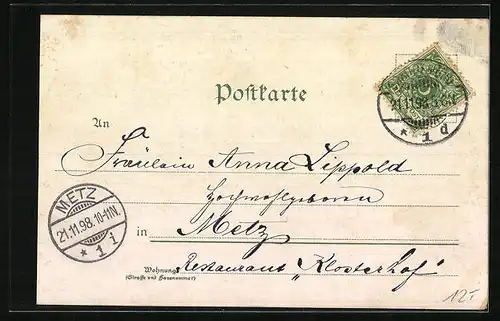 Postkarte
21.11.98
* 1 d
An
Fräulein Anna Lippold
Hochwohlgeboren
METZ
21.11.98.10-11N.
* 1 i
in Metz
Wohnung
(Strasse und Hausnummer)
Restaurant "Klosterhof"
12.-